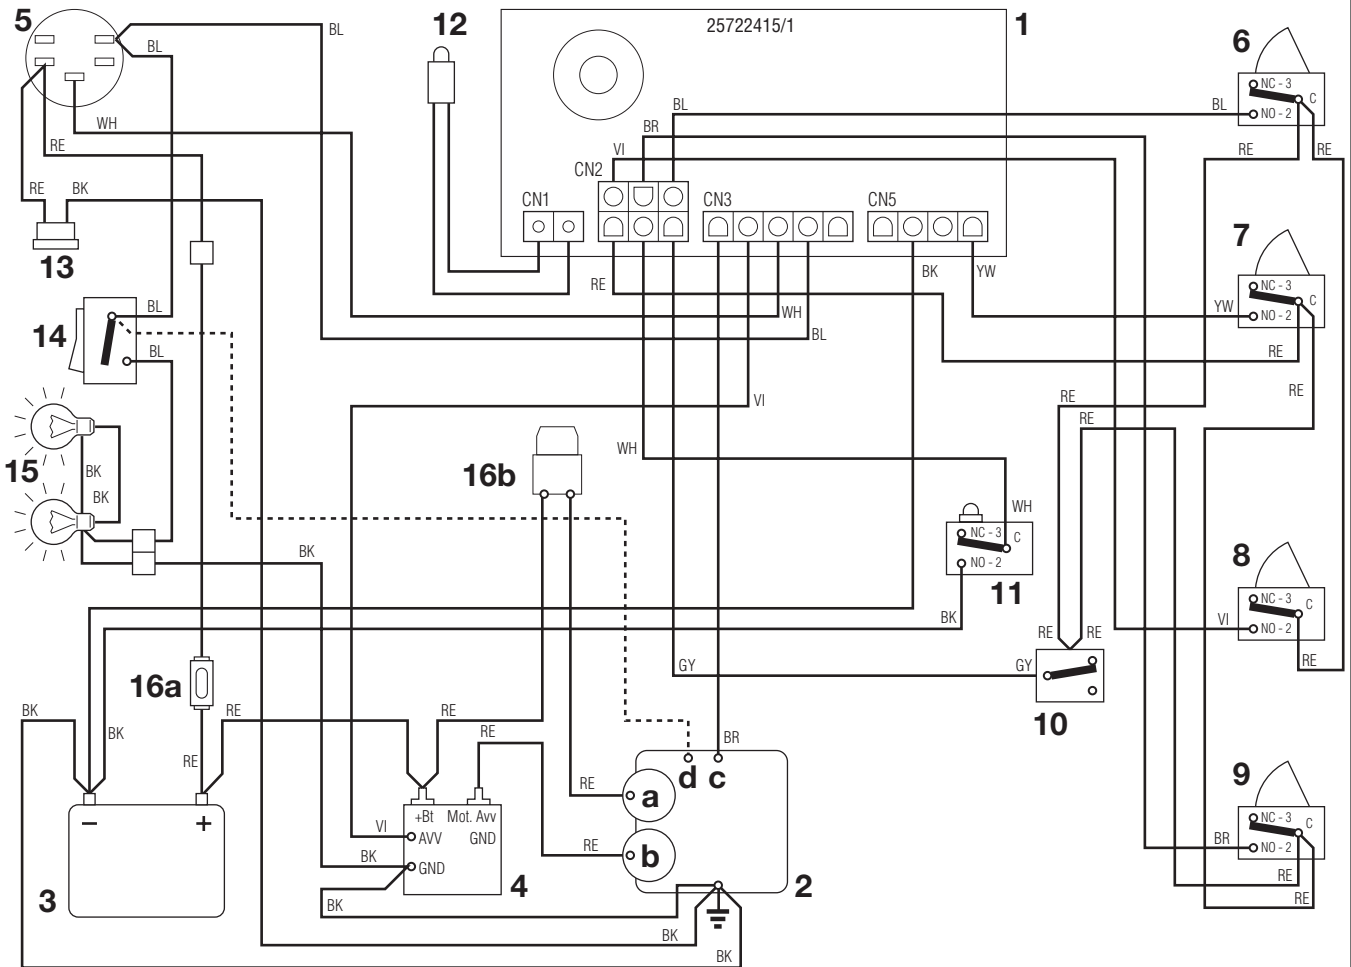 5
BL
BL
12
25722415/1
1
6
NC - 3
C
BL
NO - 2
BL
WH
BR
VI
RE
RE
RE
CN2
RE
BK
CN1
CN3
CN5
13
7
BK
YW
RE
NC - 3
C
YW
NO - 2
BL
WH
BL
14
BL
RE
RE
VI
RE
RE
15
BK
BK
WH
16b
WH
NC - 3
C
NO - 2
11
BK
BK
8
NC - 3
C
VI
NO - 2
RE
RE
RE
GY
GY
10
16a
BK
BK
RE
RE
RE
RE
BR
d
c
9
NC - 3
C
BR
NO - 2
RE
RE
RE
a
+Bt
Mot. Avv
VI
AVV
GND
–
+
BK
GND
RE
b
3
4
2
BK
BK
BK